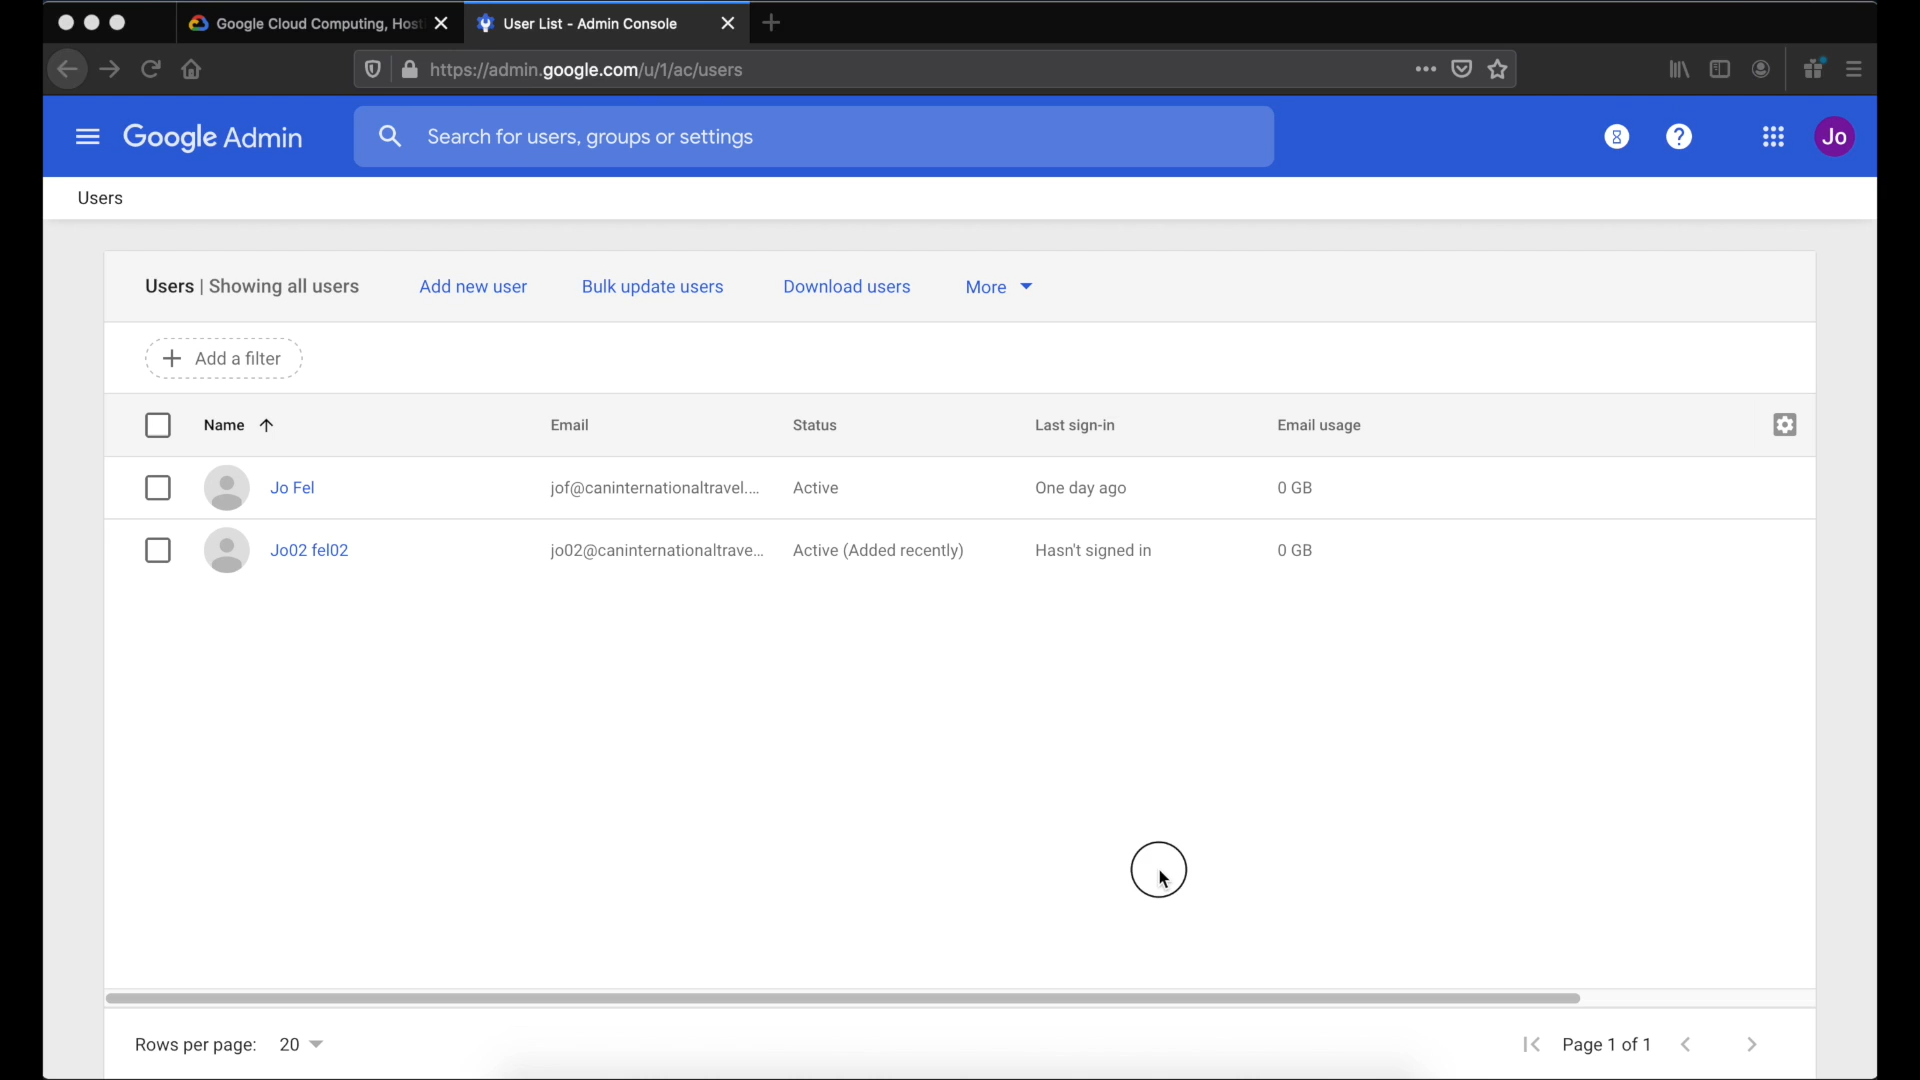 Google Cloud Computing, Host
User List - Admin Console
https://admin.google.com/u/1/ac/users
Google Admin
Search for users, groups or settings
Jo
Users
Users | Showing all users
Add new user
Bulk update users
Download users
More
Add a filter
Name
Email
Status
Last sign-in
Email usage
Jo Fel
jof@caninternationaltravel....
Active
One day ago
0 GB
Jo02 fel02
jo02@caninternationaltrave...
Active (Added recently)
Hasn't signed in
0 GB
Rows per page: 20
Page 1 of 1